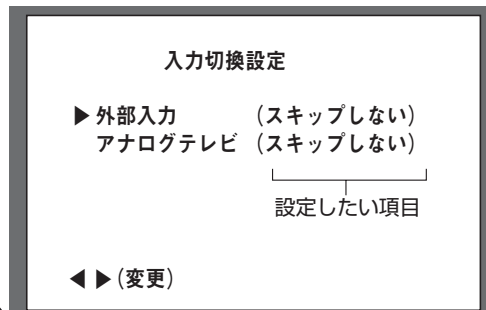 入力切換設定
▶外部入力 (スキップしない)
アナログテレビ (スキップしない)
設定したい項目
◀▶(変更)